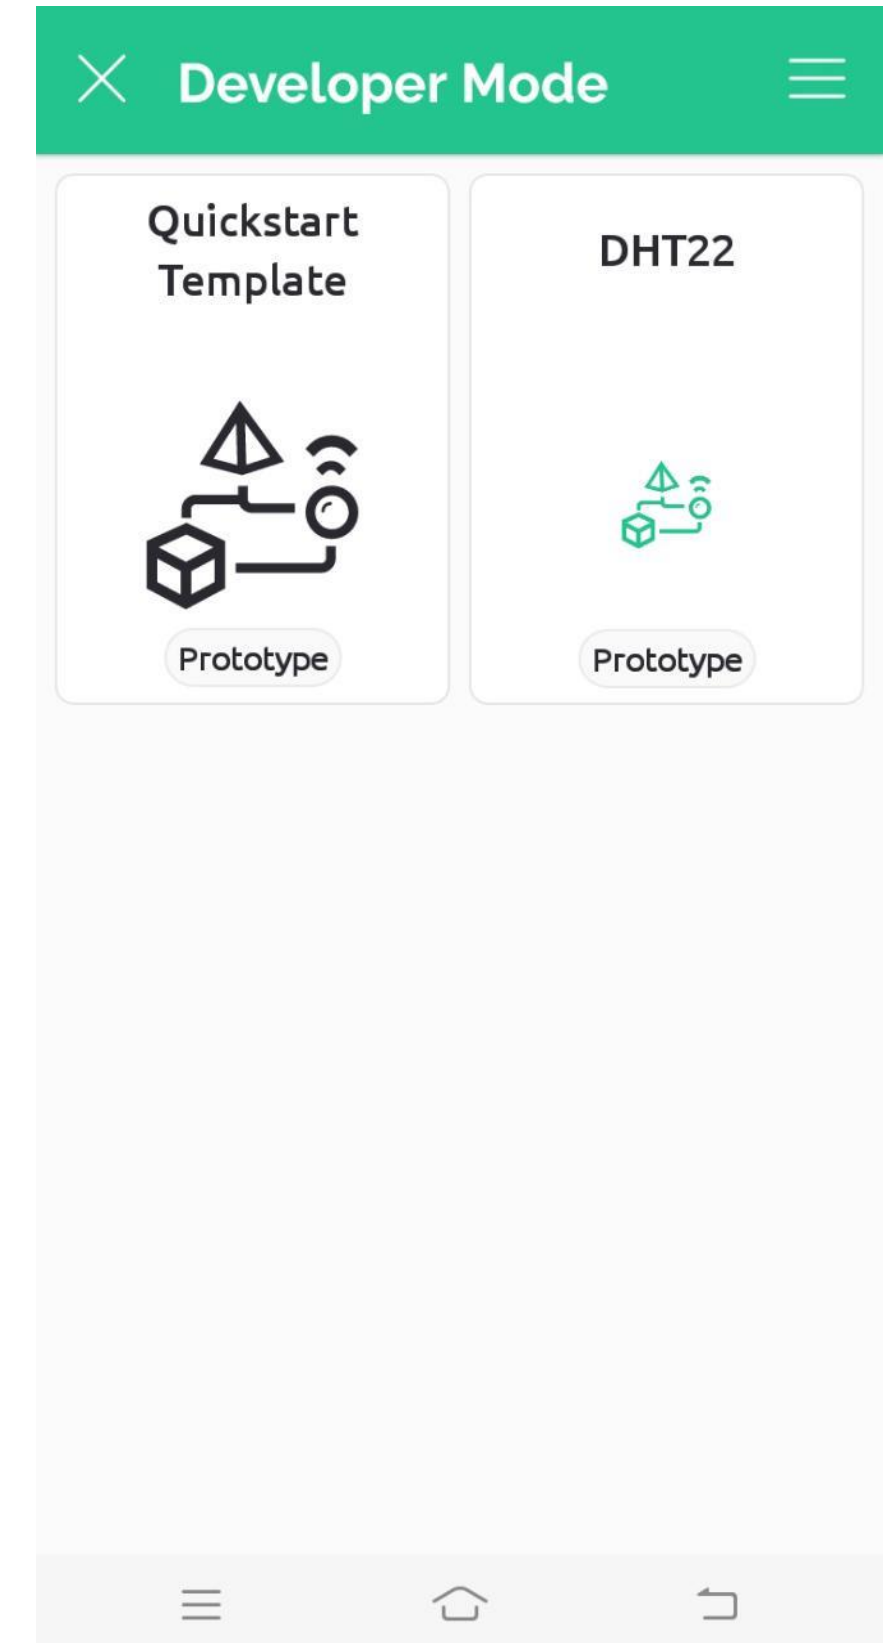 Developer Mode
Quickstart
Template
DHT22
Prototype
Prototype